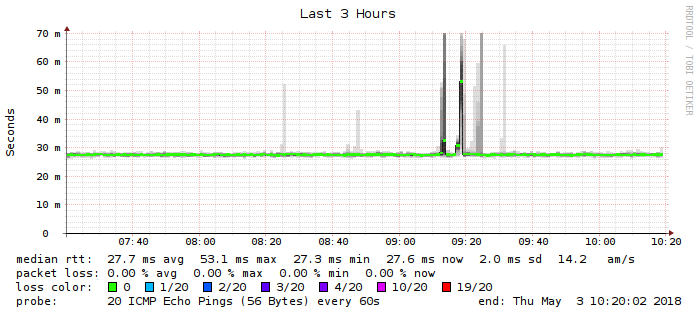 Last 3 Hours
RRDTOOL / TOBI OETIKER
Seconds
70 m
60 m
50 m
40 m
30 m
20 m
10 m
0
07:40 08:00 08:20 08:40 09:00 09:20 09:40 10:00 10:20
median rtt: 27.7 ms avg 53.1 ms max 27.3 ms min 27.6 ms now 2.0 ms sd 14.2 am/s
packet loss: 0.00 % avg 0.00 % max 0.00 % min 0.00 % now
loss color: 0 1/20 2/20 3/20 4/20 10/20 19/20
probe: 20 ICMP Echo Pings (56 Bytes) every 60s end: Thu May 3 10:20:02 2018